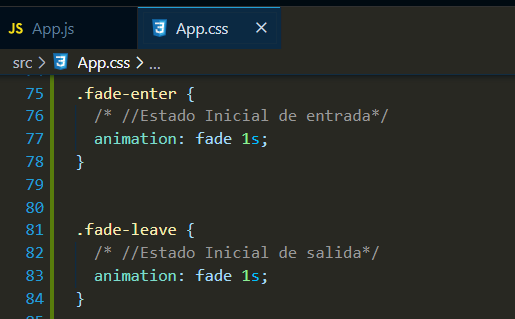 JS App.js App.css ×
src > App.css > ...
75 .fade-enter {
76 /* //Estado Inicial de entrada*/
77 animation: fade 1s;
78 }
79
80
81 .fade-leave {
82 /* //Estado Inicial de salida*/
83 animation: fade 1s;
84 }